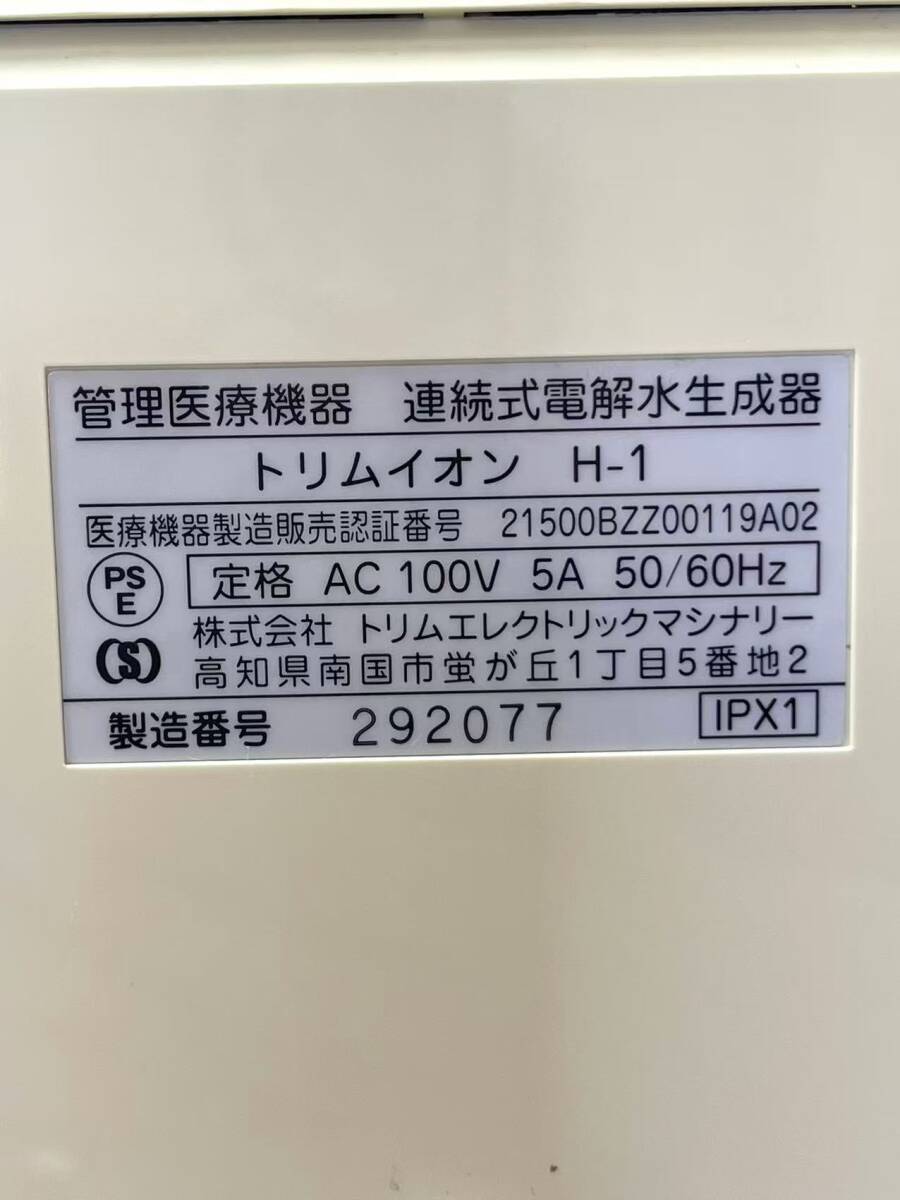 管理医療機器 連続式電解水生成器
トリムイオン H-1
医療機器製造販売認証番号 21500BZZ00119A02
PS
E
定格 AC 100V 5A 50/60Hz
(S)
株式会社 トリムエレクトリックマシナリー
高知県南国市蛍が丘1丁目5番地2
製造番号 292077 IPX1